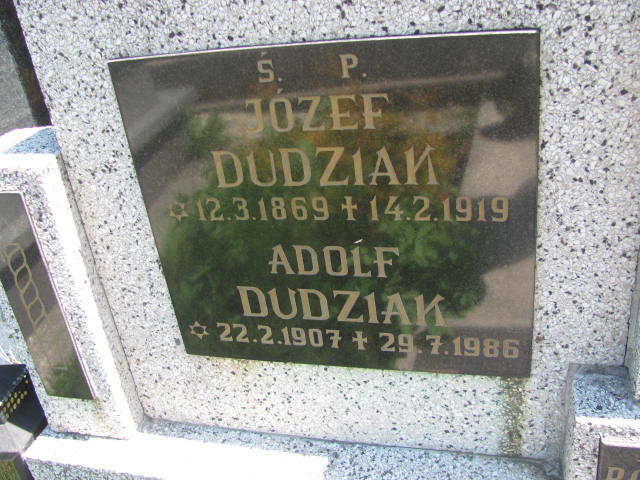 Ś. P.
JÓZEF
DUDZIAK
✡ 12.3.1869 ✝ 14.2.1919
ADOLF
DUDZIAK
✡ 22.2.1907 ✝ 29.7.1986